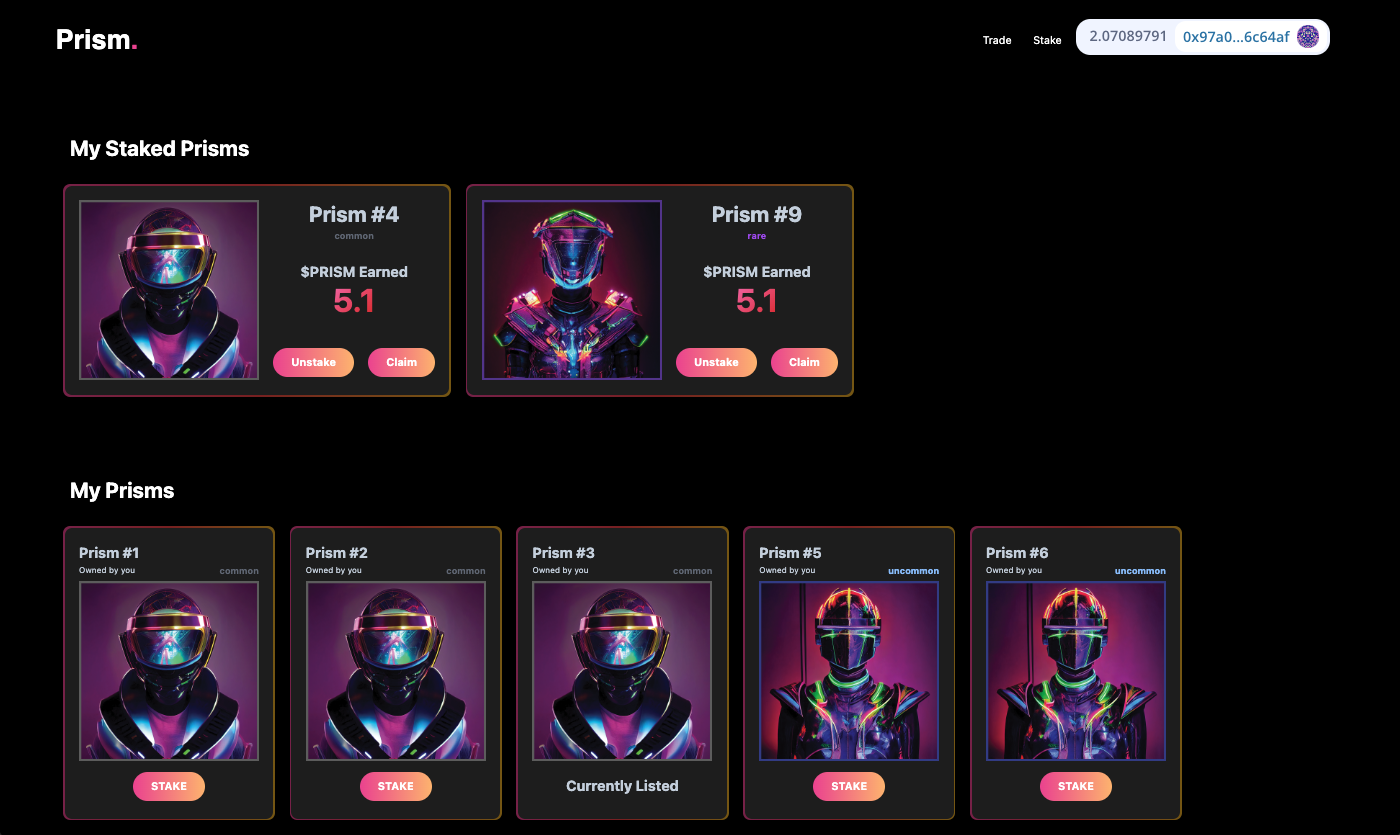 Prism.
Trade
Stake
2.07089791
0x97a0...6c64af
My Staked Prisms
Prism #4
common
$PRISM Earned
5.1
Unstake
Claim
Prism #9
rare
$PRISM Earned
5.1
Unstake
Claim
My Prisms
Prism #1
Owned by you
common
STAKE
Prism #2
Owned by you
common
STAKE
Prism #3
Owned by you
common
Currently Listed
Prism #5
Owned by you
uncommon
STAKE
Prism #6
Owned by you
uncommon
STAKE